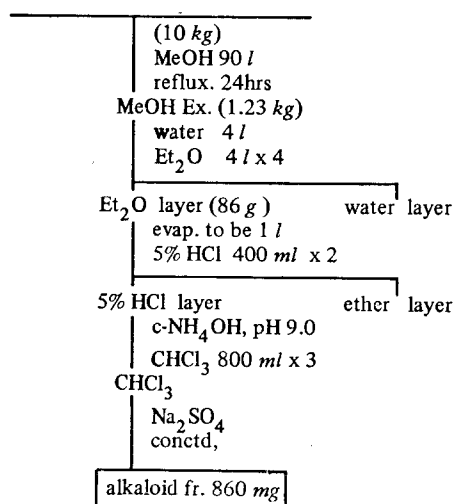 (10 kg)
MeOH 90 l
reflux. 24hrs
MeOH Ex. (1.23 kg)
water 4 l
Et₂O 4 l x 4
Et₂O layer (86 g) water layer
evap. to be 1 l
5% HCl 400 ml x 2
5% HCl layer ether layer
c-NH₄OH, pH 9.0
CHCl₃ 800 ml x 3
CHCl₃
Na₂SO₄
conctd,
alkaloid fr. 860 mg